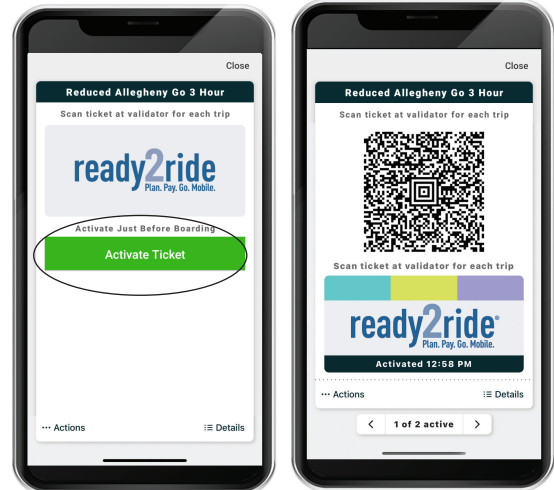 Close
Reduced Allegheny Go 3 Hour
Scan ticket at validator for each trip
ready2ride
Plan. Pay. Go. Mobile.
Activate Just Before Boarding
Activate Ticket
••• Actions
Details
Close
Reduced Allegheny Go 3 Hour
Scan ticket at validator for each trip
Scan ticket at validator for each trip
ready2ride®
Plan. Pay. Go. Mobile.
Activated 12:58 PM
••• Actions
Details
< 1 of 2 active >